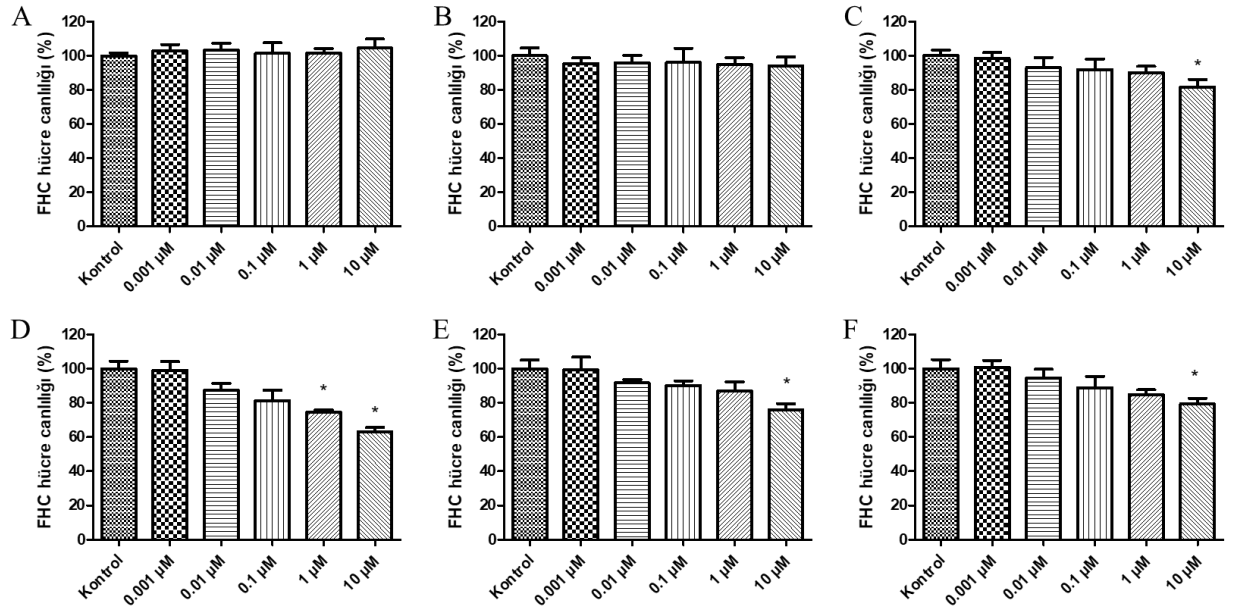 A
FHC hücre canlılığı (%)
120
100
80
60
40
20
0
Kontrol
0.001 µM
0.01 µM
0.1 µM
1 µM
10 µM
B
FHC hücre canlılığı (%)
120
100
80
60
40
20
0
Kontrol
0.001 µM
0.01 µM
0.1 µM
1 µM
10 µM
C
FHC hücre canlılığı (%)
120
100
80
60
40
20
0
*
Kontrol
0.001 µM
0.01 µM
0.1 µM
1 µM
10 µM
D
FHC hücre canlılığı (%)
120
100
80
60
40
20
0
*
*
Kontrol
0.001 µM
0.01 µM
0.1 µM
1 µM
10 µM
E
FHC hücre canlılığı (%)
120
100
80
60
40
20
0
*
Kontrol
0.001 µM
0.01 µM
0.1 µM
1 µM
10 µM
F
FHC hücre canlılığı (%)
120
100
80
60
40
20
0
*
Kontrol
0.001 µM
0.01 µM
0.1 µM
1 µM
10 µM